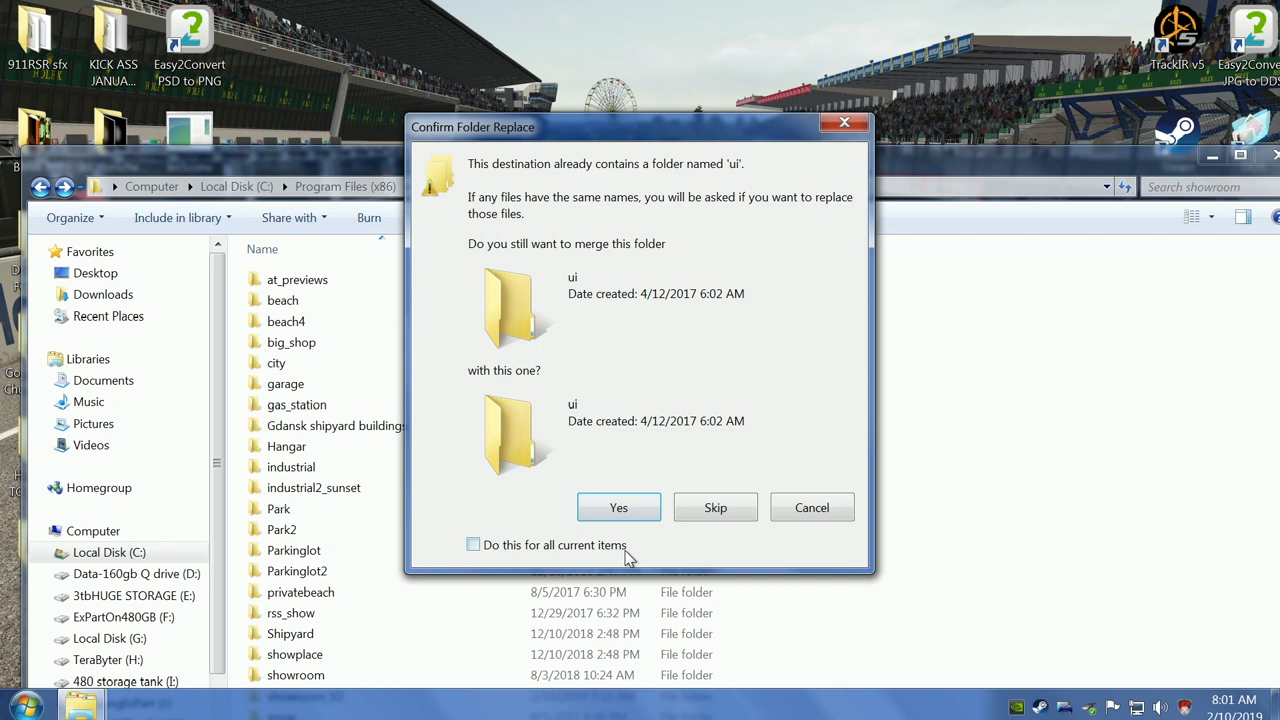 911RSR sfx
KICK ASS
JANUA...
Easy2Convert
PSD to PNG
TrackIR v5
Easy2Conve
JPG to DDS
Confirm Folder Replace
This destination already contains a folder named 'ui'.
If any files have the same names, you will be asked if you want to replace
those files.
Do you still want to merge this folder
ui
Date created: 4/12/2017 6:02 AM
with this one?
ui
Date created: 4/12/2017 6:02 AM
Yes
Skip
Cancel
Do this for all current items
Computer
Local Disk (C:)
Program Files (x86)
Search showroom
Organize
Include in library
Share with
Burn
Favorites
Desktop
Downloads
Recent Places
Libraries
Documents
Music
Pictures
Videos
Homegroup
Computer
Local Disk (C:)
Data-160gb Q drive (D:)
3tbHUGE STORAGE (E:)
ExPartOn480GB (F:)
Local Disk (G:)
TeraByter (H:)
480 storage tank (I:)
Name
at_previews
beach
beach4
big_shop
city
garage
gas_station
Gdansk shipyard buildings
Hangar
industrial
industrial2_sunset
Park
Park2
Parkinglot
Parkinglot2
privatebeach 8/5/2017 6:30 PM File folder
rss_show 12/29/2017 6:32 PM File folder
Shipyard 12/10/2018 2:48 PM File folder
showplace 12/10/2018 2:48 PM File folder
showroom 8/3/2018 10:24 AM File folder
8:01 AM
2/10/2019